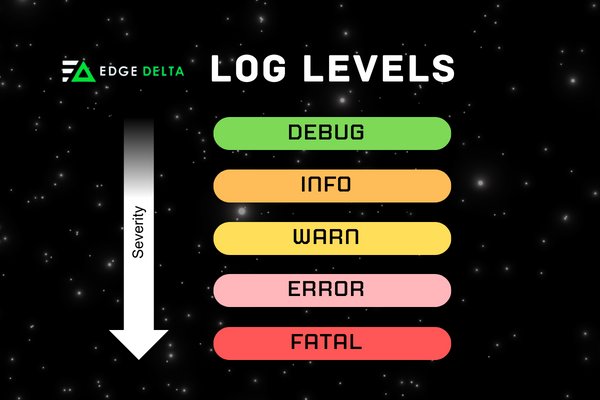 EDGE DELTA
LOG LEVELS
DEBUG
INFO
WARN
ERROR
FATAL
Severity